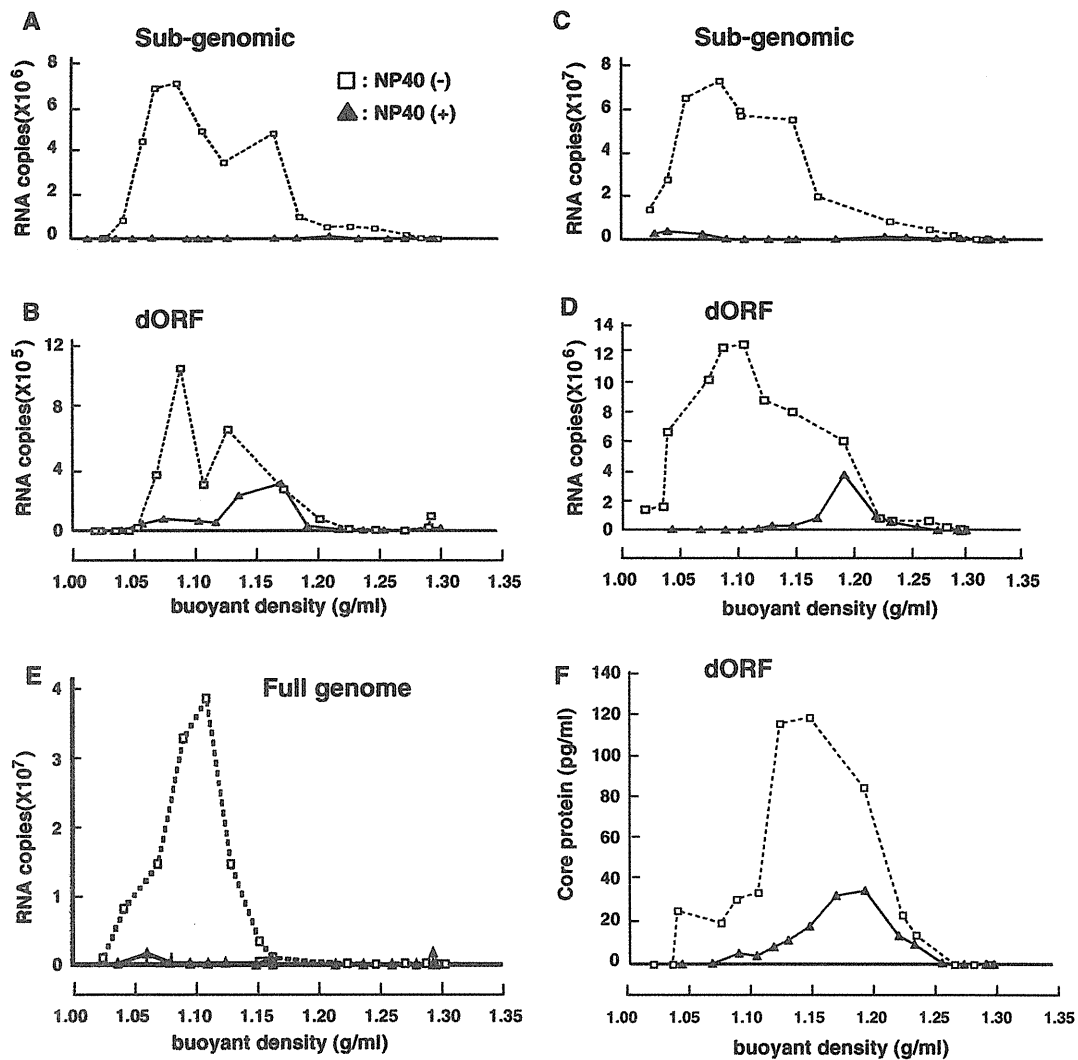 A
Sub-genomic
RNA copies(X10⁶)
8
6
4
2
0
□ : NP40 (-)
▲ : NP40 (+)
C
Sub-genomic
RNA copies(X10⁷)
8
6
4
2
0
B
dORF
RNA copies(X10⁵)
12
8
4
0
1.00 1.05 1.10 1.15 1.20 1.25 1.30 1.35
buoyant density (g/ml)
D
dORF
RNA copies(X10⁶)
14
12
10
8
6
4
2
0
1.00 1.05 1.10 1.15 1.20 1.25 1.30 1.35
buoyant density (g/ml)
E
Full genome
RNA copies(X10⁷)
4
3
2
1
0
1.00 1.05 1.10 1.15 1.20 1.25 1.30 1.35
buoyant density (g/ml)
F
dORF
Core protein (pg/ml)
140
120
100
80
60
40
20
0
1.00 1.05 1.10 1.15 1.20 1.25 1.30 1.35
buoyant density (g/ml)